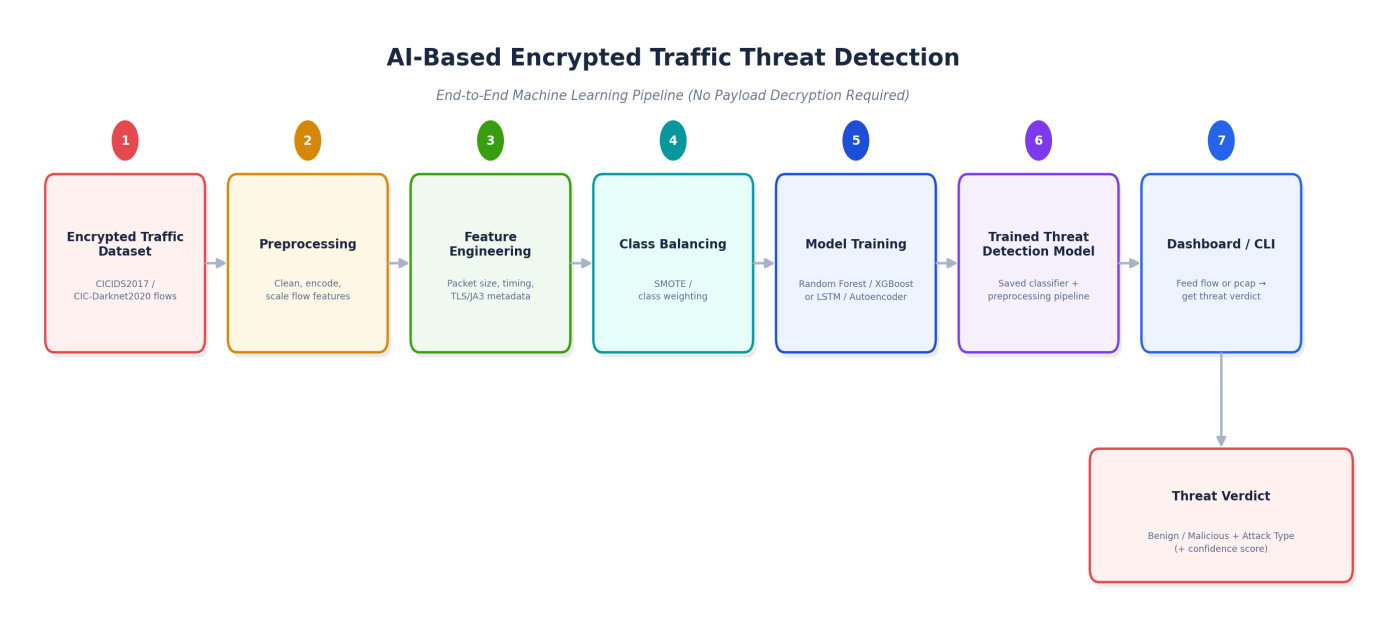 AI-Based Encrypted Traffic Threat Detection
End-to-End Machine Learning Pipeline (No Payload Decryption Required)
1
Encrypted Traffic
Dataset
CICIDS2017 /
CIC-Darknet2020 flows
2
Preprocessing
Clean, encode,
scale flow features
3
Feature
Engineering
Packet size, timing,
TLS/JA3 metadata
4
Class Balancing
SMOTE /
class weighting
5
Model Training
Random Forest / XGBoost
or LSTM / Autoencoder
6
Trained Threat
Detection Model
Saved classifier +
preprocessing pipeline
7
Dashboard / CLI
Feed flow or pcap →
get threat verdict
Threat Verdict
Benign / Malicious + Attack Type
(+ confidence score)